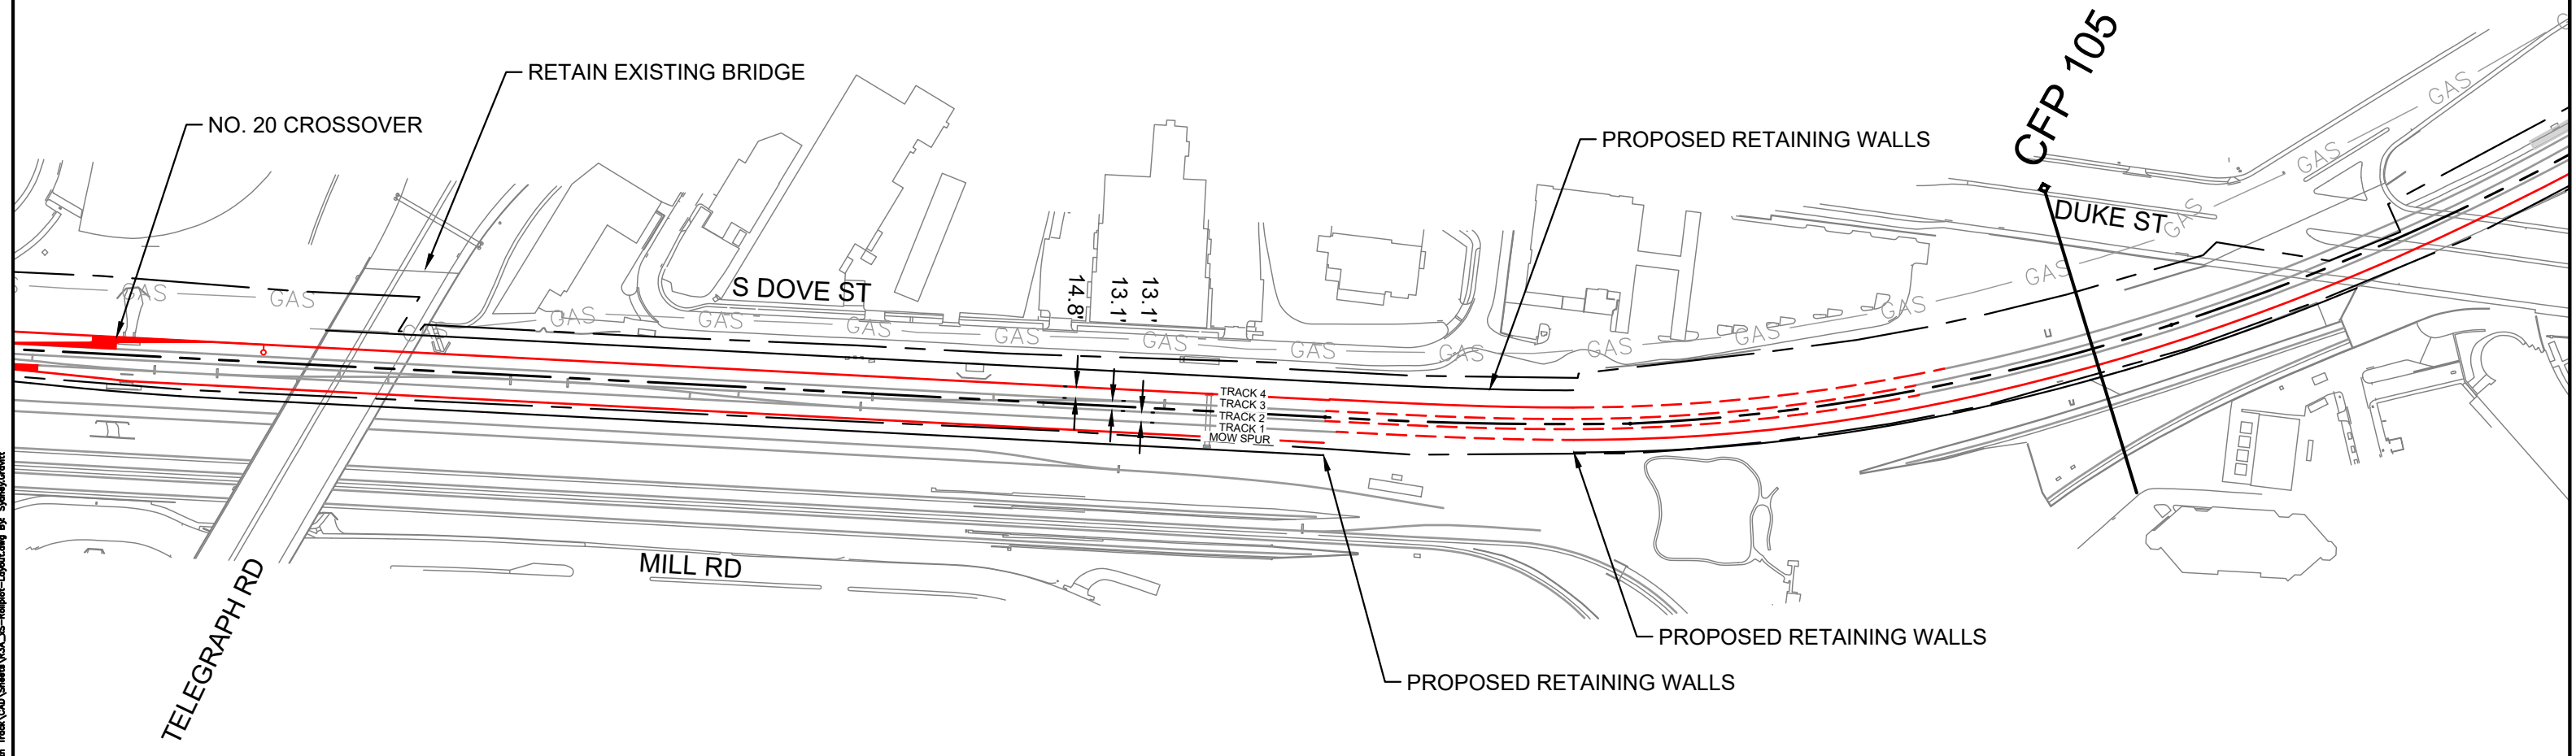 CFP 105
RETAIN EXISTING BRIDGE
NO. 20 CROSSOVER
PROPOSED RETAINING WALLS
GAS
GAS
DUKE ST
GAS
GAS
S DOVE ST
14.8'
13.1'
13.1'
GAS
GAS
GAS
GAS
GAS
GAS
GAS
GAS
GAS
GAS
GAS
GAS
GAS
TRACK 4
TRACK 3
TRACK 2
TRACK 1
MOW SPUR
MILL RD
TELEGRAPH RD
PROPOSED RETAINING WALLS
PROPOSED RETAINING WALLS